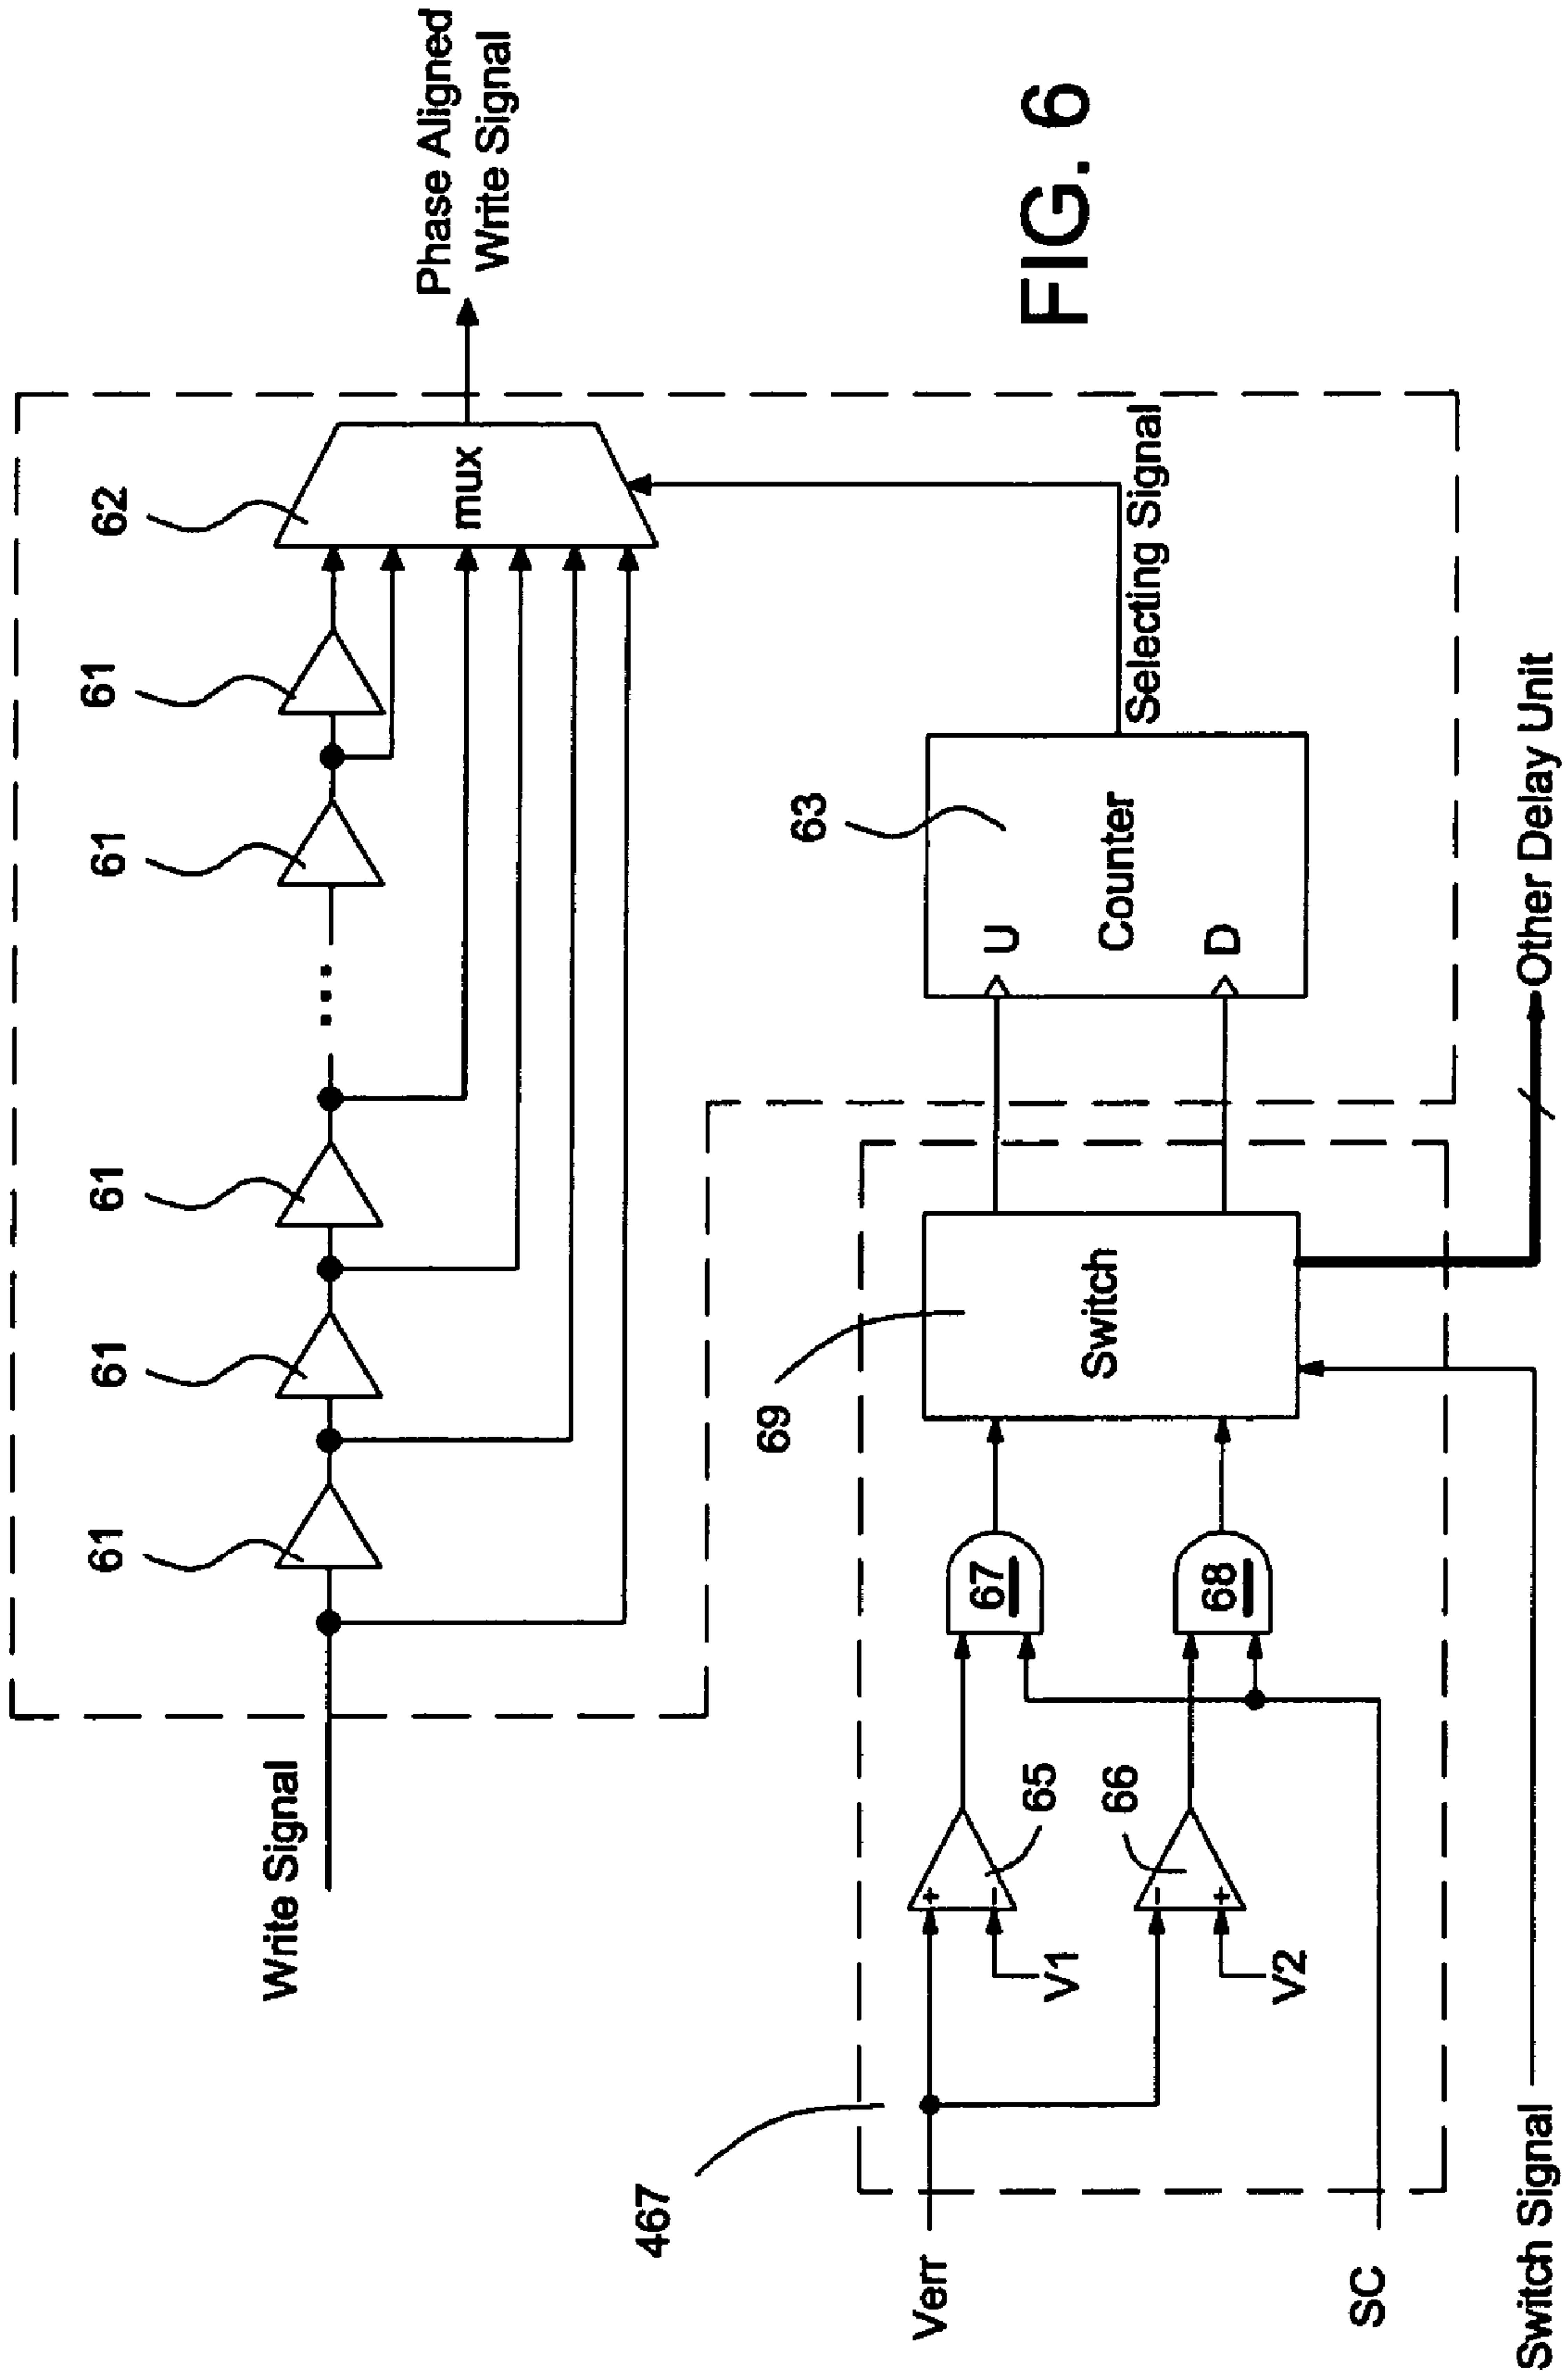 Write Signal
61
61
61
61
61
62
mux
Phase Aligned
Write Signal
467
Verr
SC
Switch Signal
+
−
V1
65
−
+
V2
66
67
68
69
Switch
63
U
D
Counter
Selecting Signal
Other Delay Unit
FIG. 6